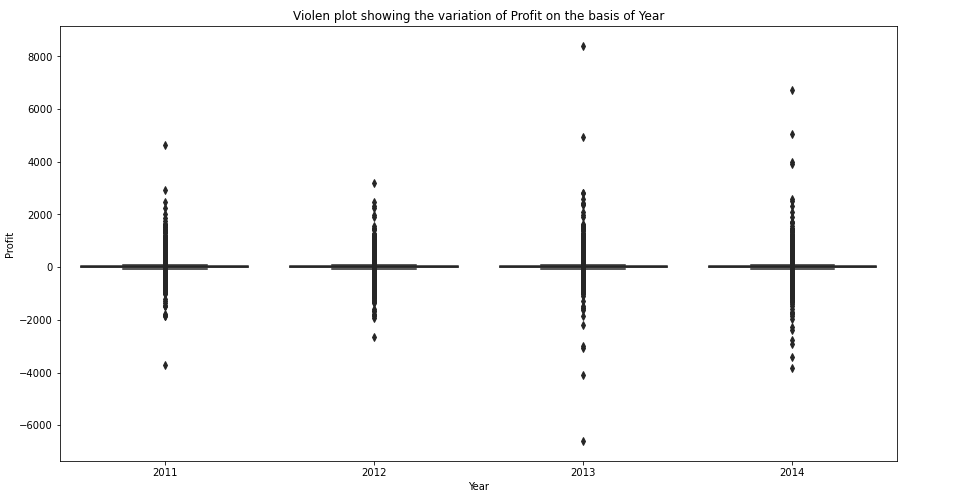 Violen plot showing the variation of Profit on the basis of Year
8000
6000
4000
2000
0
−2000
−4000
−6000
Profit
2011 2012 2013 2014
Year